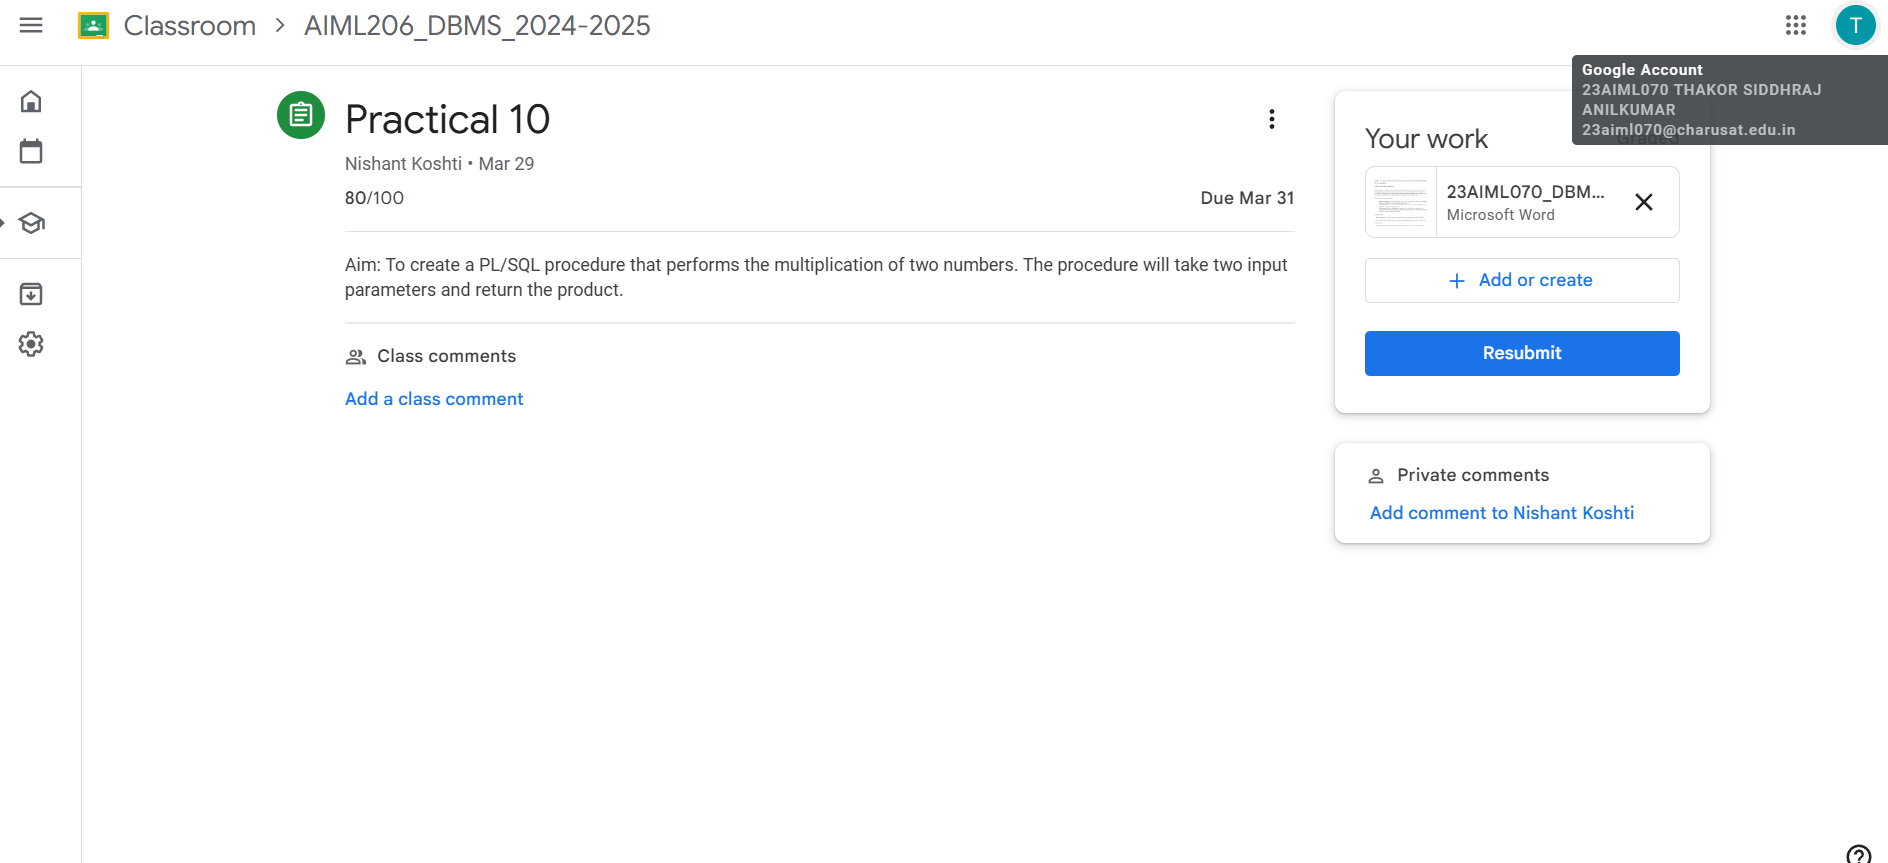 Classroom > AIML206_DBMS_2024-2025
T
Google Account
23AIML070 THAKOR SIDDHRAJ
ANILKUMAR
23aiml070@charusat.edu.in
Practical 10
Nishant Koshti • Mar 29
80/100
Due Mar 31
Aim: To create a PL/SQL procedure that performs the multiplication of two numbers. The procedure will take two input
parameters and return the product.
Class comments
Add a class comment
Your work
Graded
23AIML070_DBM...
Microsoft Word
+ Add or create
Resubmit
Private comments
Add comment to Nishant Koshti